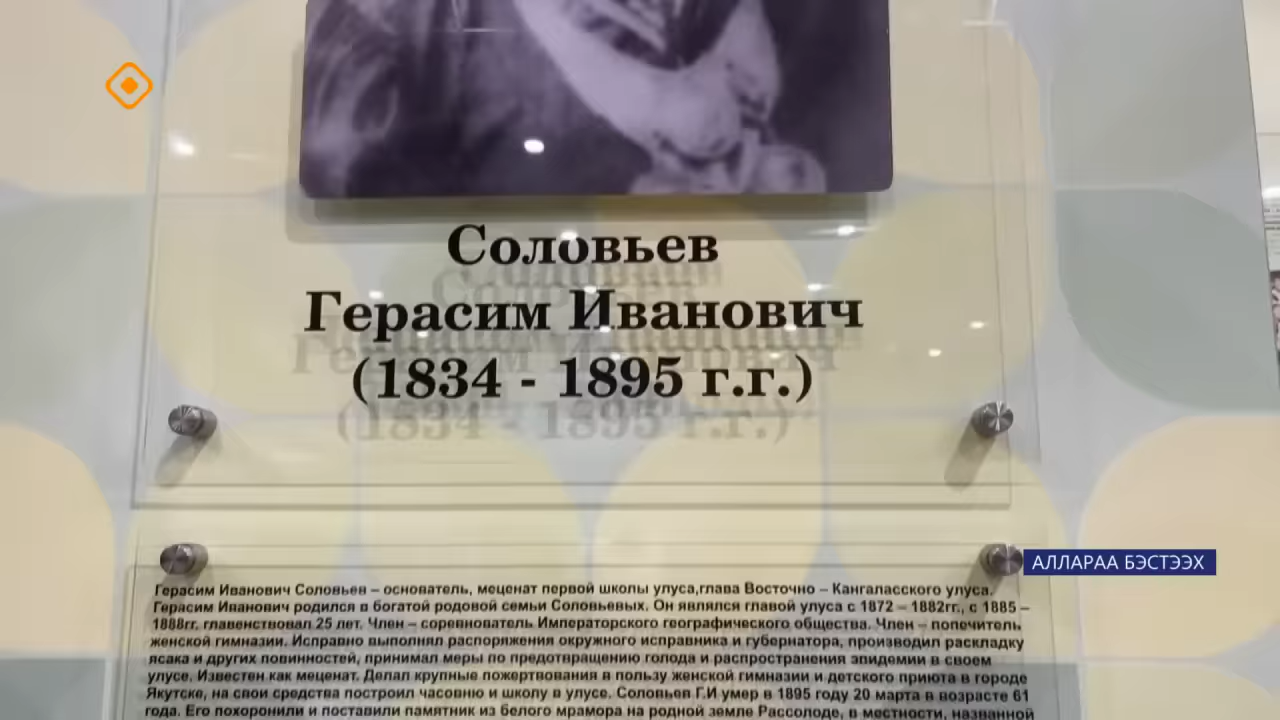 Соловьев
Герасим Иванович
(1834 - 1895 г.г.)
АЛЛАРАА БЭСТЭЭХ
Герасим Иванович Соловьев – основатель, меценат первой школы улуса,глава Восточно – Кангаласского улуса.
Герасим Иванович родился в богатой родовой семьи Соловьевых. Он являлся главой улуса с 1872 – 1882гг., с 1885 –
1888гг. главенствовал 25 лет. Член – соревнователь Императорского географического общества. Член – попечитель
женской гимназии. Исправно выполнял распоряжения окружного исправника и губернатора, производил раскладку
ясака и других повинностей, принимал меры по предотвращению голода и распространения эпидемии в своем
улусе. Известен как меценат. Делал крупные пожертвования в пользу женской гимназии и детского приюта в городе
Якутске, на свои средства построил часовню и школу в улусе. Соловьев Г.И умер в 1895 году 20 марта в возрасте 61
года. Его похоронили и поставили памятник из белого мрамора на родной земле Рассолоде, в местности, названной